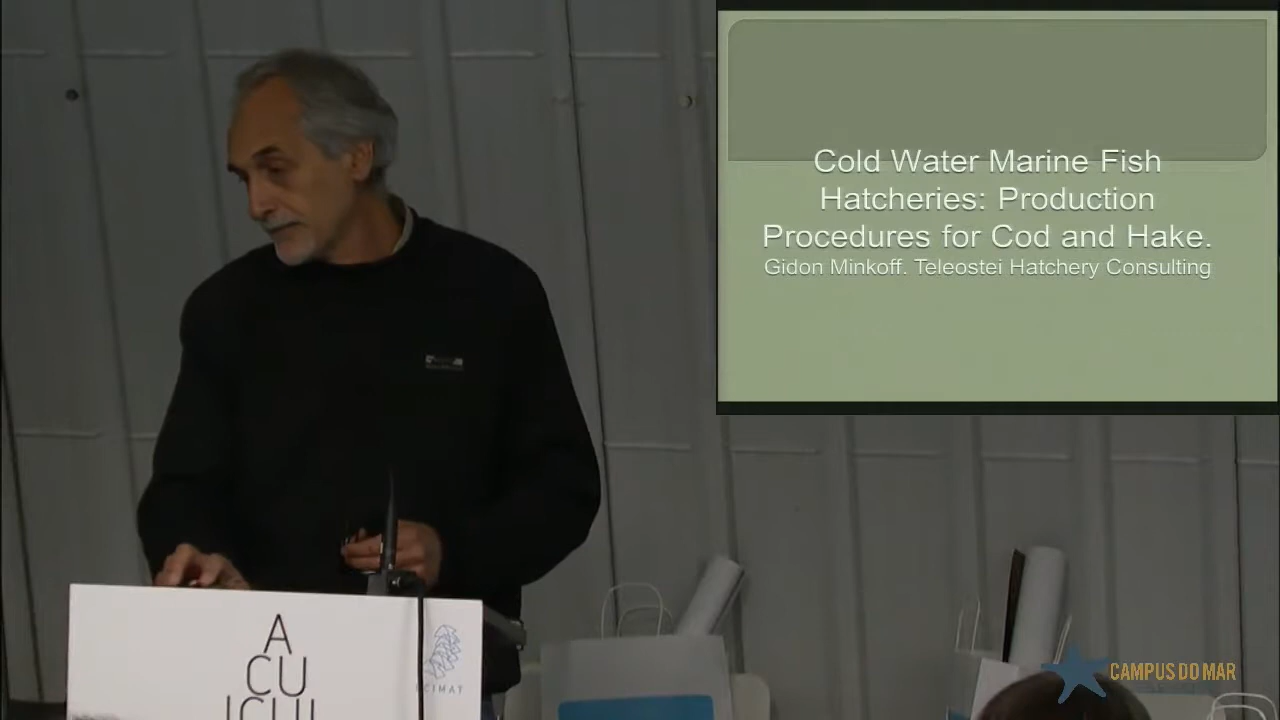 Cold Water Marine Fish
Hatcheries: Production
Procedures for Cod and Hake.
Gidon Minkoff. Teleostei Hatchery Consulting
A
CU
ICUL
CAMPUS DO MAR